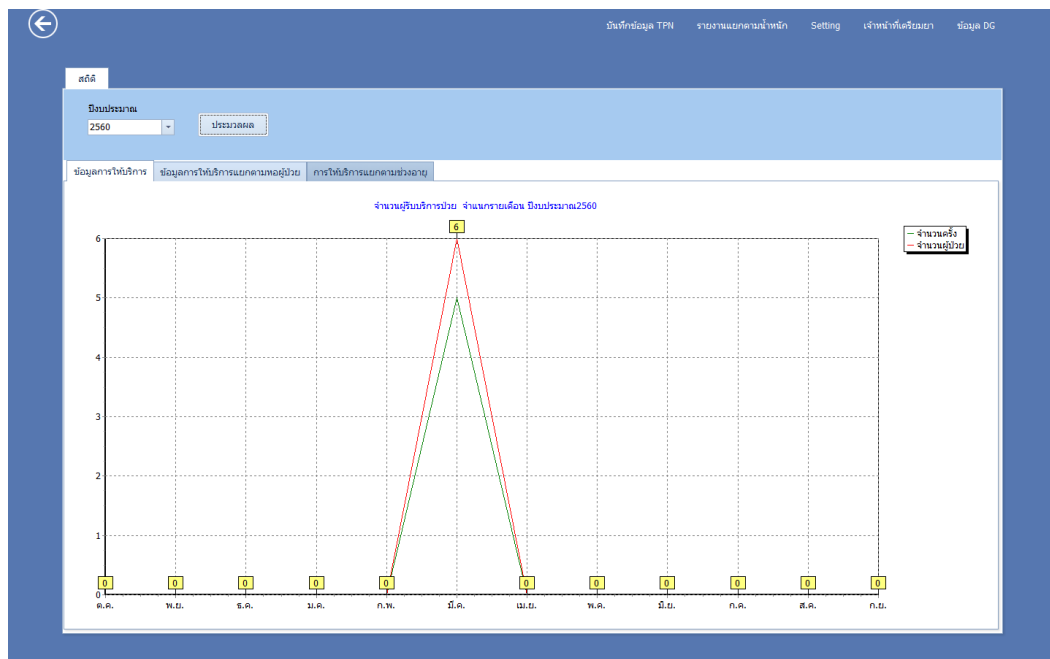 บันทึกข้อมูล TPN รายงานแยกตามน้ำหนัก Setting เจ้าหน้าที่เตรียมยา ข้อมูล DG
สถิติ
ปีงบประมาณ
2560 ประมวลผล
ข้อมูลการให้บริการ ข้อมูลการให้บริการแยกตามหอผู้ป่วย การให้บริการแยกตามช่วงอายุ
จำนวนผู้รับบริการป่วย จำแนกรายเดือน ปีงบประมาณ2560
6
จำนวนครั้ง
จำนวนผู้ป่วย
6
5
4
3
2
1
0 0 0 0 0 0 0 0 0 0 0
0
ต.ค. พ.ย. ธ.ค. ม.ค. ก.พ. มี.ค. เม.ย. พ.ค. มิ.ย. ก.ค. ส.ค. ก.ย.